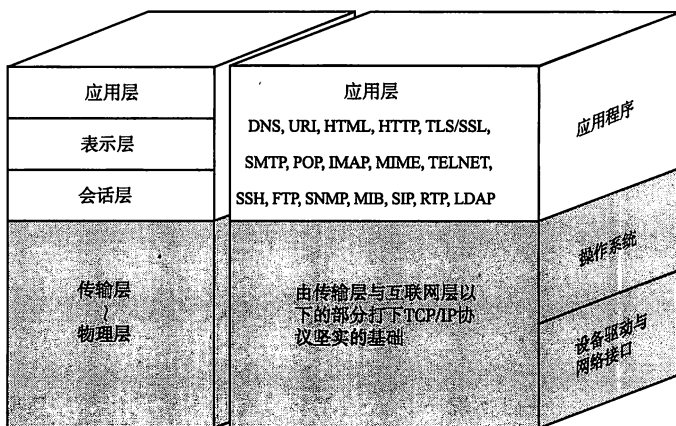 应用层
表示层
会话层
传输层
~
物理层
应用层
DNS, URI, HTML, HTTP, TLS/SSL,
SMTP, POP, IMAP, MIME, TELNET,
SSH, FTP, SNMP, MIB, SIP, RTP, LDAP
由传输层与互联网层以
下的部分打下TCP/IP协
议坚实的基础
应用程序
操作系统
设备驱动与
网络接口